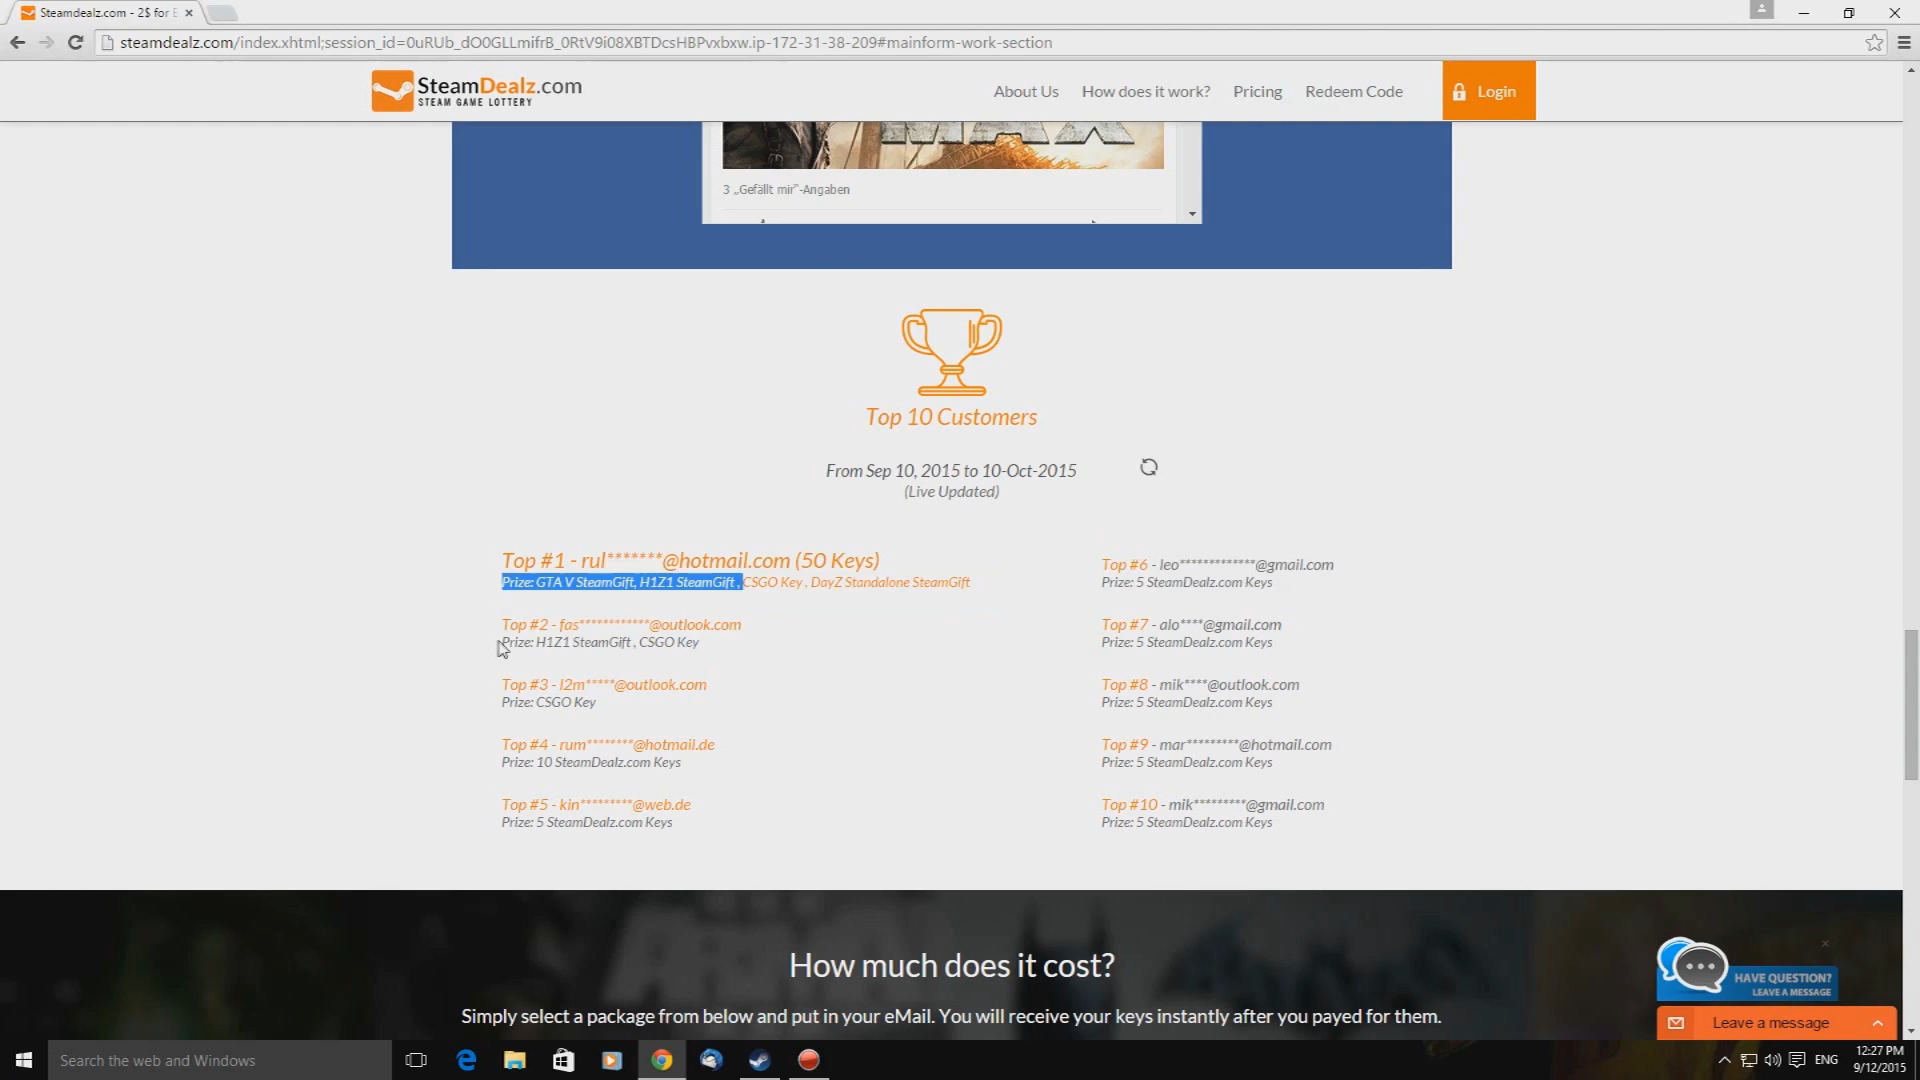 Steamdealz.com - 2$ for E
steamdealz.com/index.xhtml;session_id=0uRUb_dO0GLLmifrB_0RtV9i08XBTDcsHBPvxbxw.ip-172-31-38-209#mainform-work-section
SteamDealz.com
STEAM GAME LOTTERY
About Us
How does it work?
Pricing
Redeem Code
Login
MAX
3 „Gefällt mir"-Angaben
Top 10 Customers
From Sep 10, 2015 to 10-Oct-2015
(Live Updated)
Top #1 - rul*******@hotmail.com (50 Keys)
Prize: GTA V SteamGift, H1Z1 SteamGift , CSGO Key , DayZ Standalone SteamGift
Top #2 - fas************@outlook.com
Prize: H1Z1 SteamGift , CSGO Key
Top #3 - l2m*****@outlook.com
Prize: CSGO Key
Top #4 - rum********@hotmail.de
Prize: 10 SteamDealz.com Keys
Top #5 - kin*********@web.de
Prize: 5 SteamDealz.com Keys
Top #6 - leo*************@gmail.com
Prize: 5 SteamDealz.com Keys
Top #7 - alo****@gmail.com
Prize: 5 SteamDealz.com Keys
Top #8 - mik****@outlook.com
Prize: 5 SteamDealz.com Keys
Top #9 - mar*********@hotmail.com
Prize: 5 SteamDealz.com Keys
Top #10 - mik*********@gmail.com
Prize: 5 SteamDealz.com Keys
How much does it cost?
Simply select a package from below and put in your eMail. You will receive your keys instantly after you payed for them.
HAVE QUESTION?
LEAVE A MESSAGE
Leave a message
Search the web and Windows
ENG
12:27 PM
9/12/2015